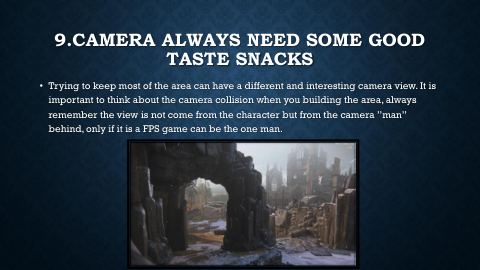 9.CAMERA ALWAYS NEED SOME GOOD
TASTE SNACKS
• Trying to keep most of the area can have a different and interesting camera view. It is
important to think about the camera collision when you building the area, always
remember the view is not come from the character but from the camera "man"
behind, only if it is a FPS game can be the one man.